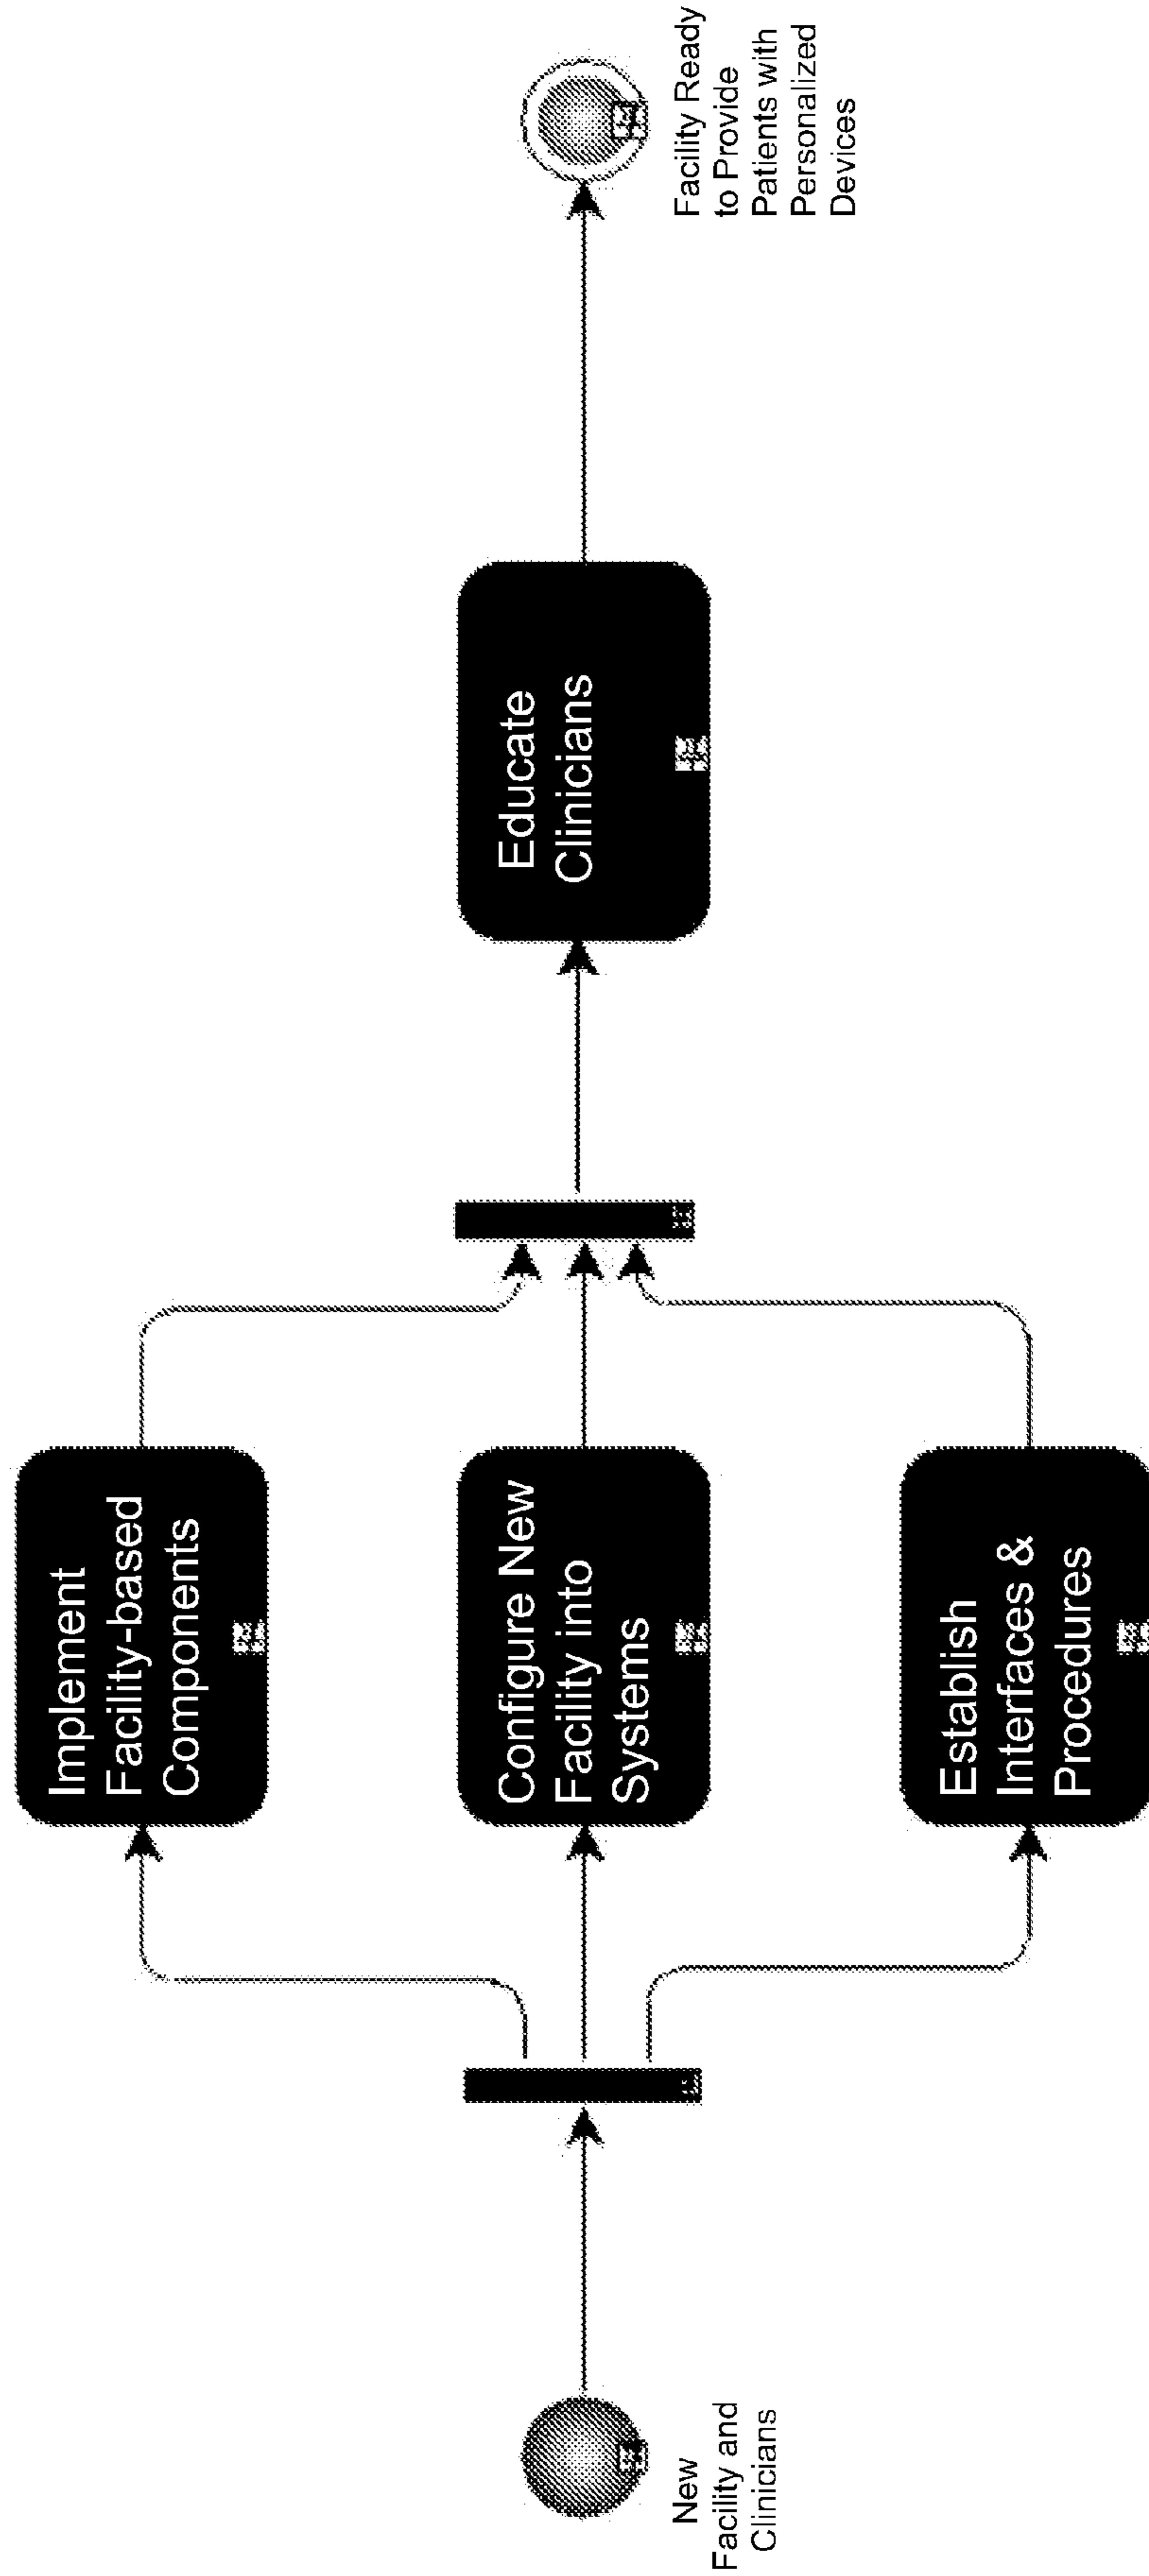 New
Facility and
Clinicians
Implement
Facility-based
Components
Configure New
Facility into
Systems
Establish
Interfaces &
Procedures
Educate
Clinicians
Facility Ready
to Provide
Patients with
Personalized
Devices